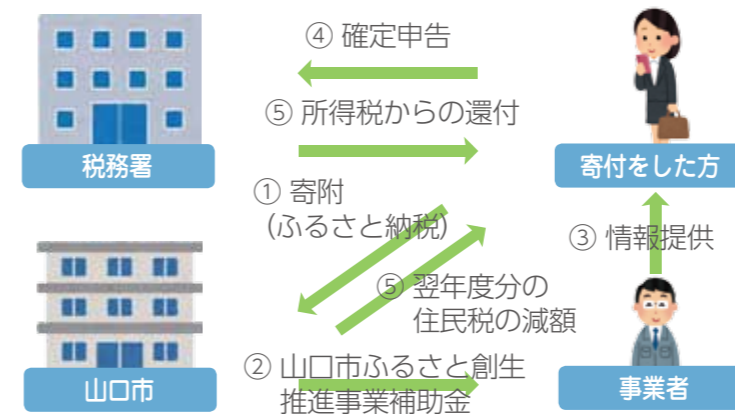 ④ 確定申告
⑤ 所得税からの還付
税務署
寄付をした方
① 寄附
（ふるさと納税）
③ 情報提供
⑤ 翌年度分の
住民税の減額
② 山口市ふるさと創生
推進事業補助金
山口市
事業者